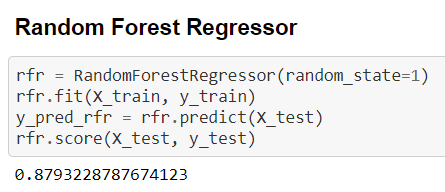 Random Forest Regressor
rfr = RandomForestRegressor(random_state=1)
rfr.fit(X_train, y_train)
y_pred_rfr = rfr.predict(X_test)
rfr.score(X_test, y_test)
0.8793228787674123